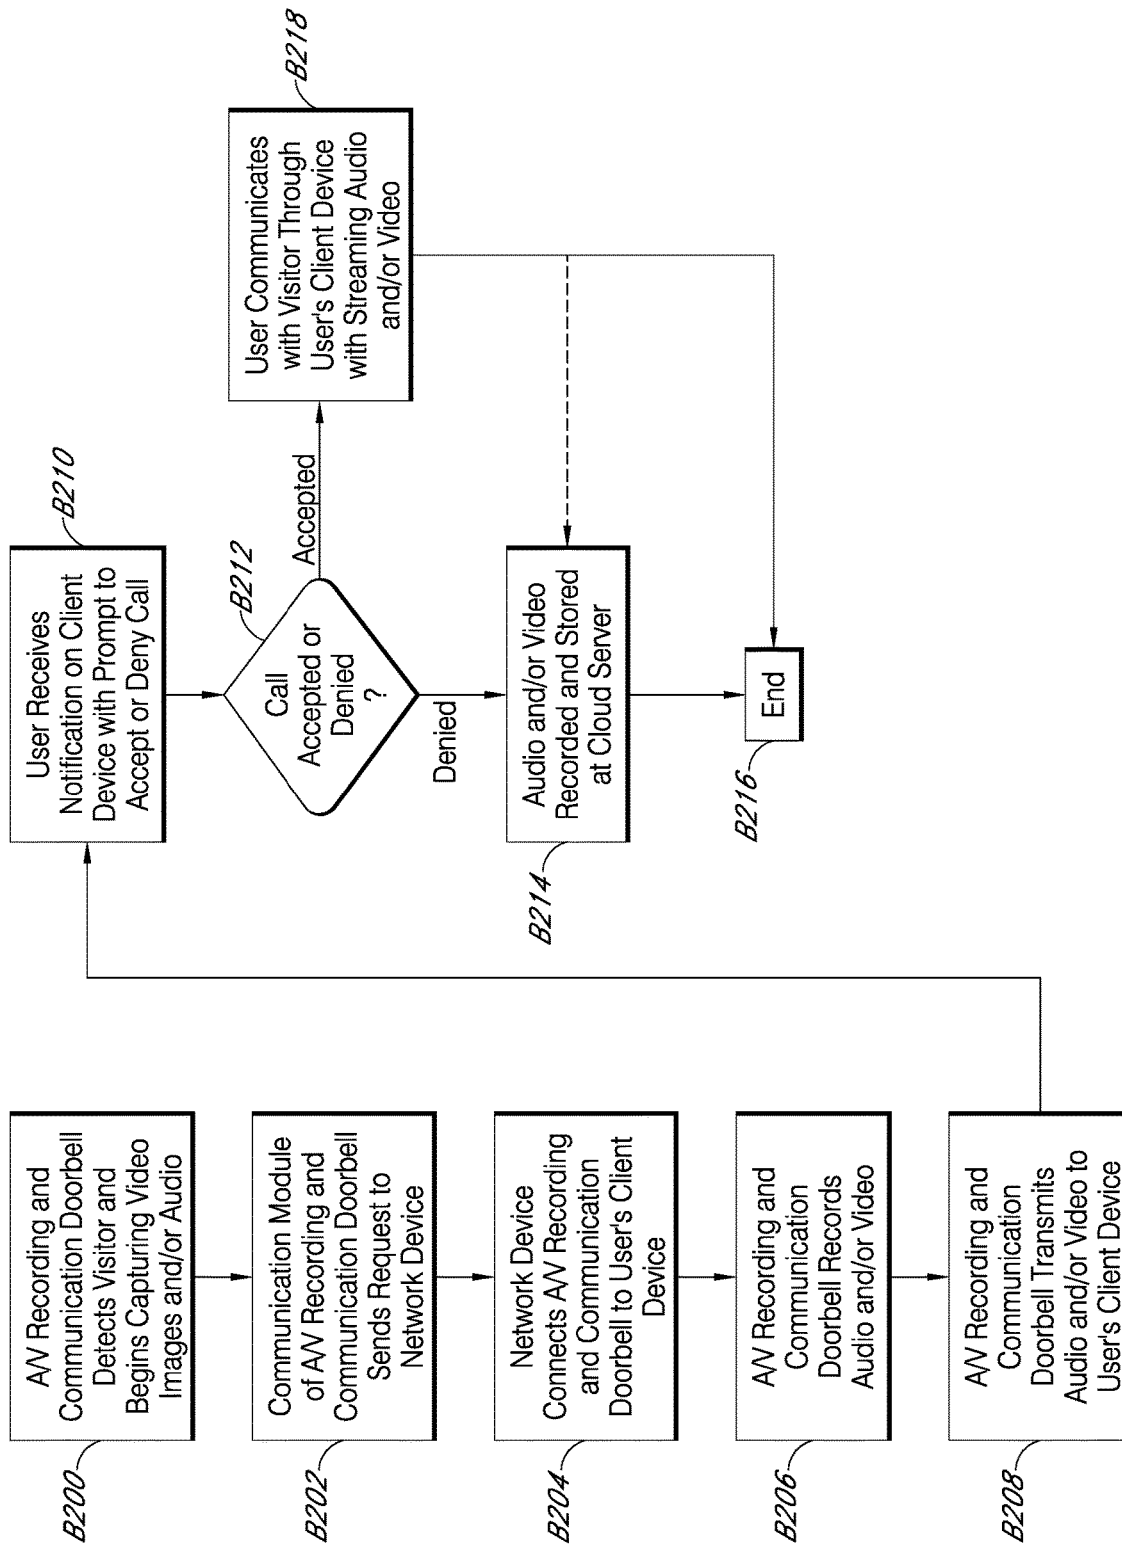 B200
A/V Recording and
Communication Doorbell
Detects Visitor and
Begins Capturing Video
Images and/or Audio
B202
Communication Module
of A/V Recording and
Communication Doorbell
Sends Request to
Network Device
B204
Network Device
Connects A/V Recording
and Communication
Doorbell to User's Client
Device
B206
A/V Recording and
Communication
Doorbell Records
Audio and/or Video
B208
A/V Recording and
Communication
Doorbell Transmits
Audio and/or Video to
User's Client Device
B210
User Receives
Notification on Client
Device with Prompt to
Accept or Deny Call
B212
Call
Accepted or
Denied
?
Accepted
Denied
B214
Audio and/or Video
Recorded and Stored
at Cloud Server
B216
End
B218
User Communicates
with Visitor Through
User's Client Device
with Streaming Audio
and/or Video